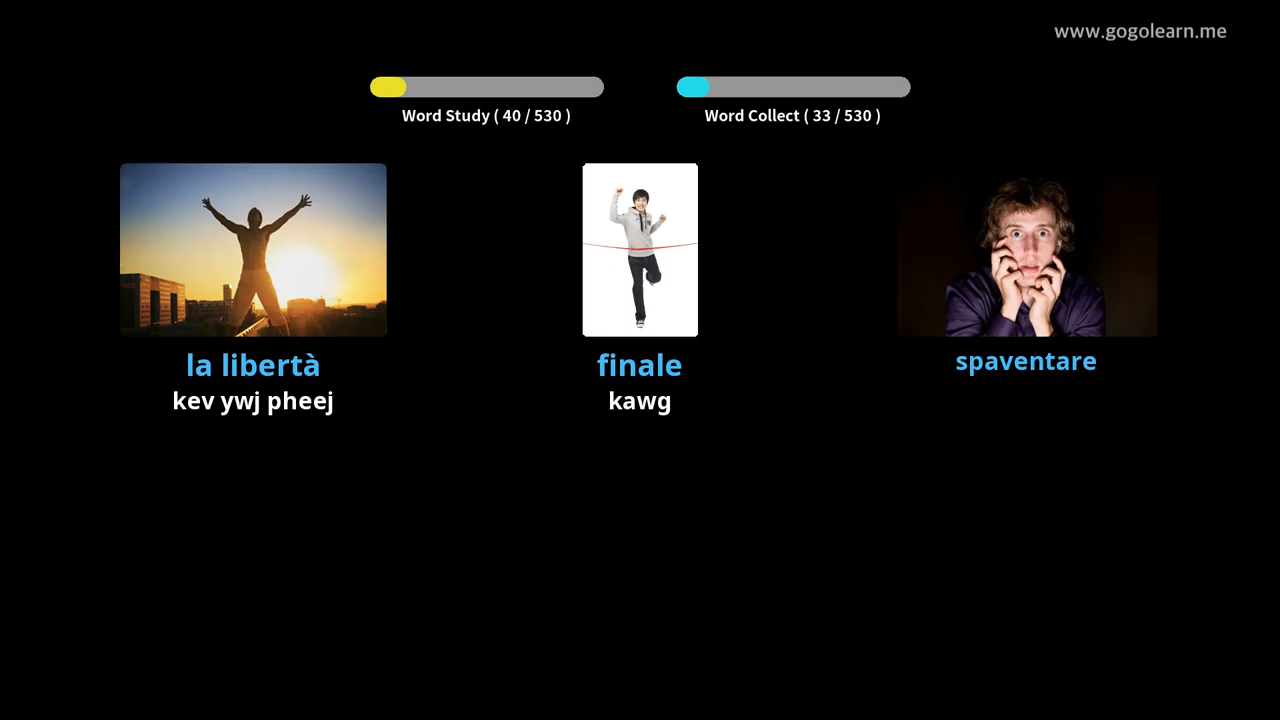 www.gogolearn.me
Word Study ( 40 / 530 )
Word Collect ( 33 / 530 )
la libertà
kev ywj pheej
finale
kawg
spaventare